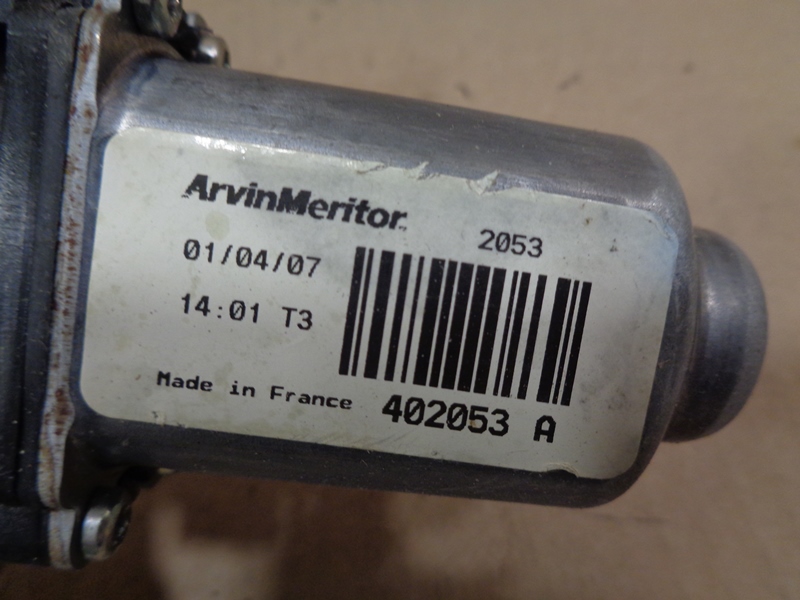 ArvinMeritor
2053
01/04/07
14:01 T3
Made in France
402053 A